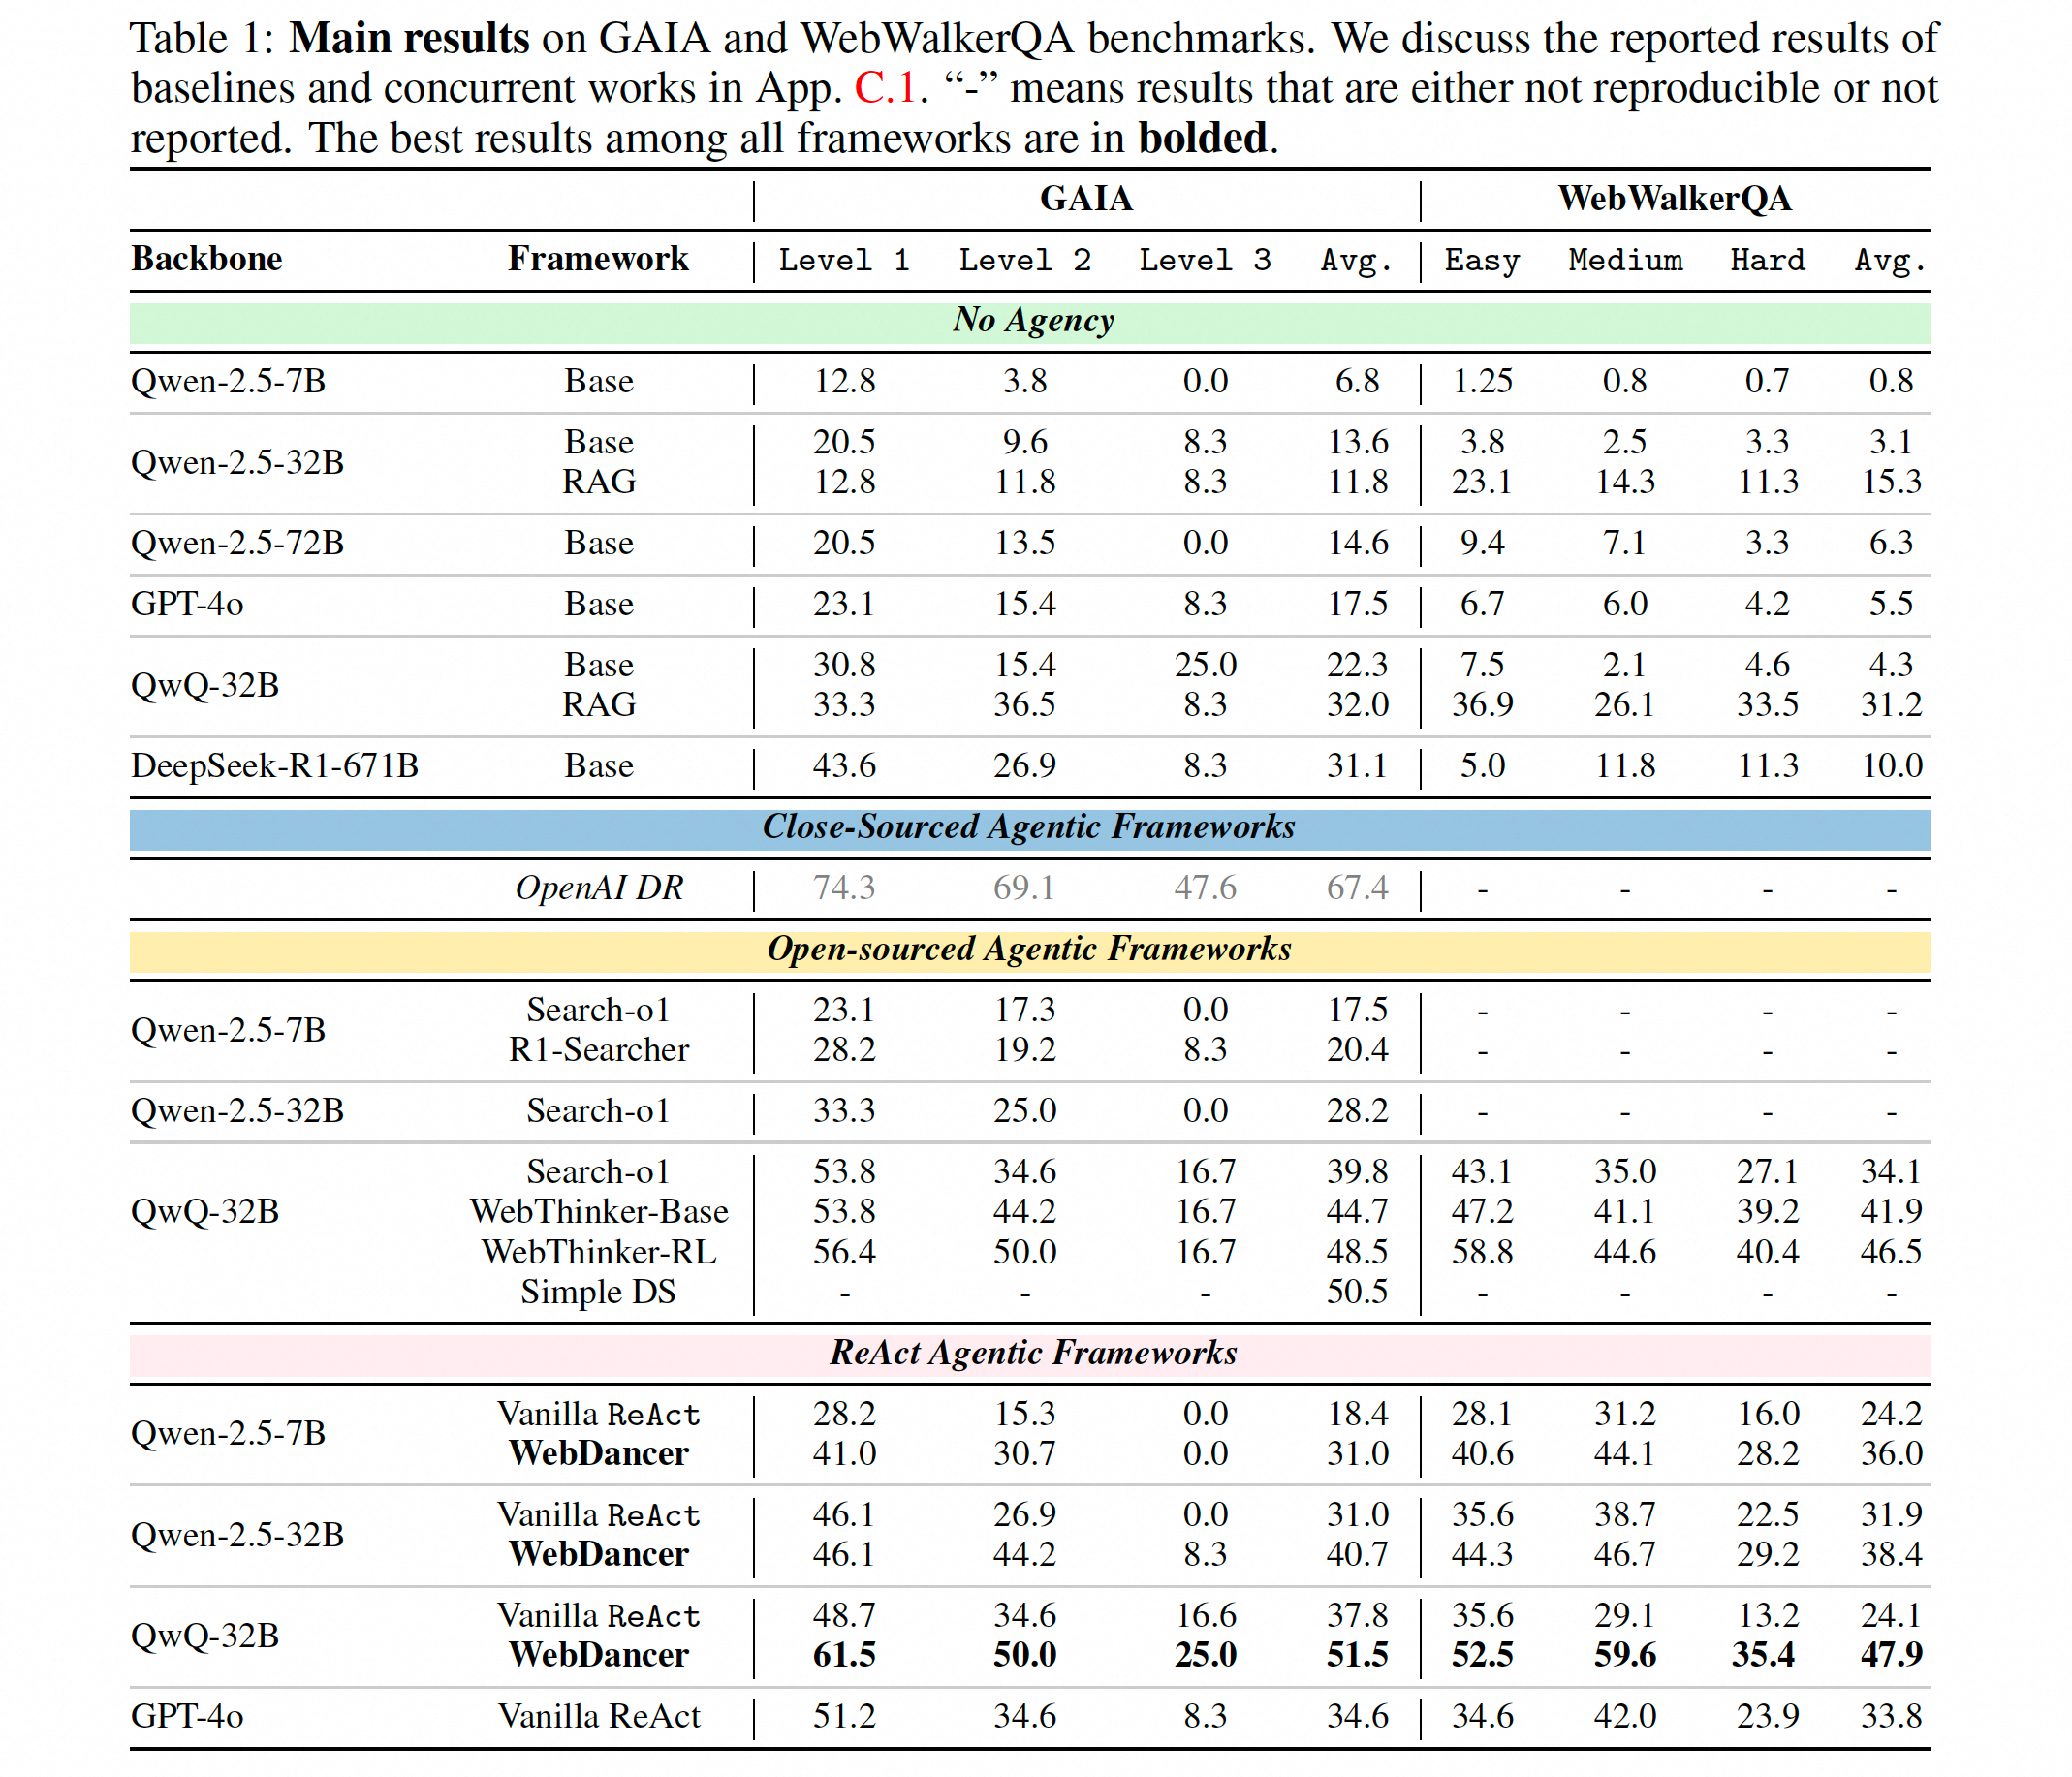 Table 1: Main results on GAIA and WebWalkerQA benchmarks. We discuss the reported results of
baselines and concurrent works in App. C.1. “-” means results that are either not reproducible or not
reported. The best results among all frameworks are in bolded.
GAIA WebWalkerQA
Backbone Framework Level 1 Level 2 Level 3 Avg. Easy Medium Hard Avg.
No Agency
Qwen-2.5-7B Base 12.8 3.8 0.0 6.8 1.25 0.8 0.7 0.8
Qwen-2.5-32B Base 20.5 9.6 8.3 13.6 3.8 2.5 3.3 3.1
RAG 12.8 11.8 8.3 11.8 23.1 14.3 11.3 15.3
Qwen-2.5-72B Base 20.5 13.5 0.0 14.6 9.4 7.1 3.3 6.3
GPT-4o Base 23.1 15.4 8.3 17.5 6.7 6.0 4.2 5.5
QwQ-32B Base 30.8 15.4 25.0 22.3 7.5 2.1 4.6 4.3
RAG 33.3 36.5 8.3 32.0 36.9 26.1 33.5 31.2
DeepSeek-R1-671B Base 43.6 26.9 8.3 31.1 5.0 11.8 11.3 10.0
Close-Sourced Agentic Frameworks
OpenAI DR 74.3 69.1 47.6 67.4 - - - -
Open-sourced Agentic Frameworks
Qwen-2.5-7B Search-o1 23.1 17.3 0.0 17.5 - - - -
R1-Searcher 28.2 19.2 8.3 20.4 - - - -
Qwen-2.5-32B Search-o1 33.3 25.0 0.0 28.2 - - - -
QwQ-32B Search-o1 53.8 34.6 16.7 39.8 43.1 35.0 27.1 34.1
WebThinker-Base 53.8 44.2 16.7 44.7 47.2 41.1 39.2 41.9
WebThinker-RL 56.4 50.0 16.7 48.5 58.8 44.6 40.4 46.5
Simple DS - - - 50.5 - - - -
ReAct Agentic Frameworks
Qwen-2.5-7B Vanilla ReAct 28.2 15.3 0.0 18.4 28.1 31.2 16.0 24.2
WebDancer 41.0 30.7 0.0 31.0 40.6 44.1 28.2 36.0
Qwen-2.5-32B Vanilla ReAct 46.1 26.9 0.0 31.0 35.6 38.7 22.5 31.9
WebDancer 46.1 44.2 8.3 40.7 44.3 46.7 29.2 38.4
QwQ-32B Vanilla ReAct 48.7 34.6 16.6 37.8 35.6 29.1 13.2 24.1
WebDancer 61.5 50.0 25.0 51.5 52.5 59.6 35.4 47.9
GPT-4o Vanilla ReAct 51.2 34.6 8.3 34.6 34.6 42.0 23.9 33.8